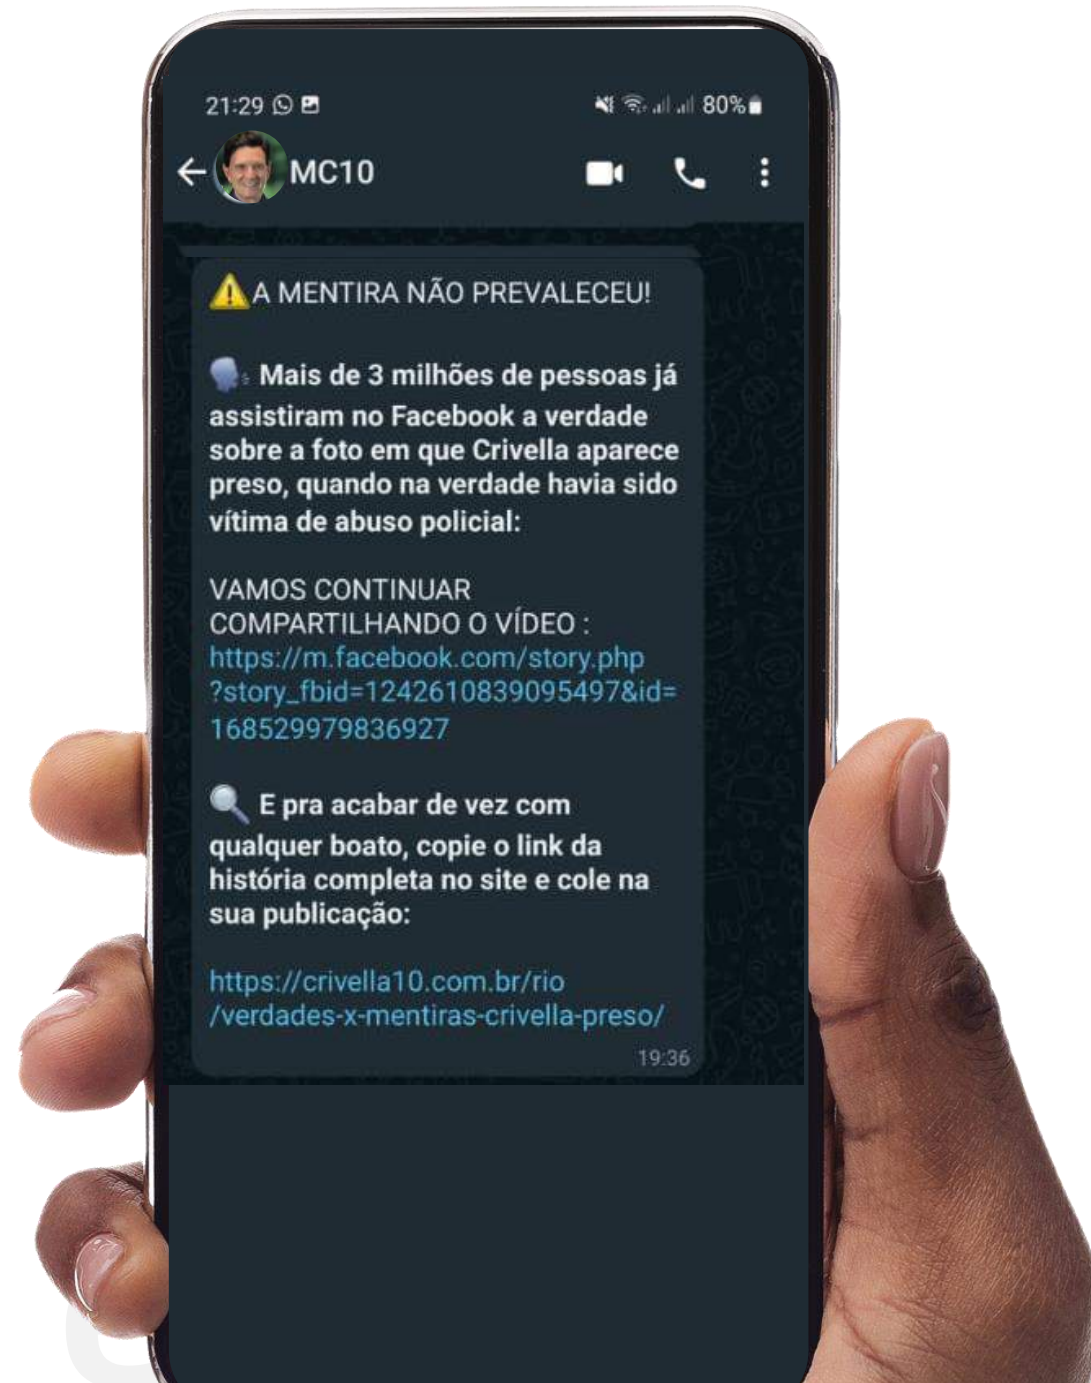 21:29 80%
MC10
A MENTIRA NÃO PREVALECEU!
Mais de 3 milhões de pessoas já
assistiram no Facebook a verdade
sobre a foto em que Crivella aparece
preso, quando na verdade havia sido
vítima de abuso policial:
VAMOS CONTINUAR
COMPARTILHANDO O VÍDEO :
https://m.facebook.com/story.php
?story_fbid=1242610839095497&id=
168529979836927
E pra acabar de vez com
qualquer boato, copie o link da
história completa no site e cole na
sua publicação:
https://crivella10.com.br/rio
/verdades-x-mentiras-crivella-preso/
19:36